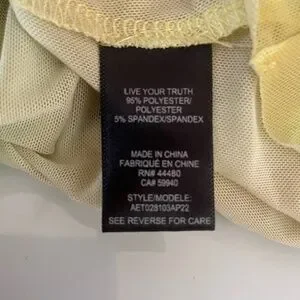 LIVE YOUR TRUTH
95% POLYESTER/
POLYESTER
5% SPANDEX/SPANDEX
MADE IN CHINA
FABRIQUÉ EN CHINE
RN# 44480
CA# 59940
STYLE/MODELE:
AET028103AP22
SEE REVERSE FOR CARE